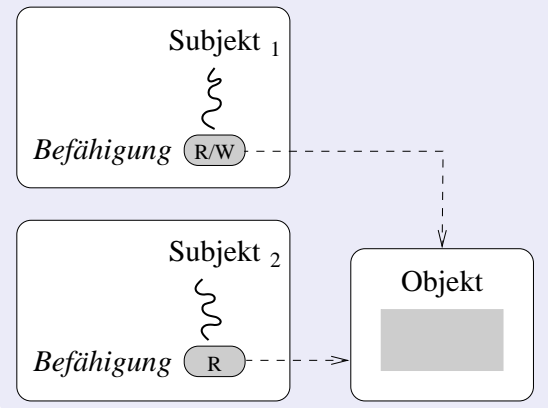 Subjekt 1
Befähigung R/W
Subjekt 2
Objekt
Befähigung R